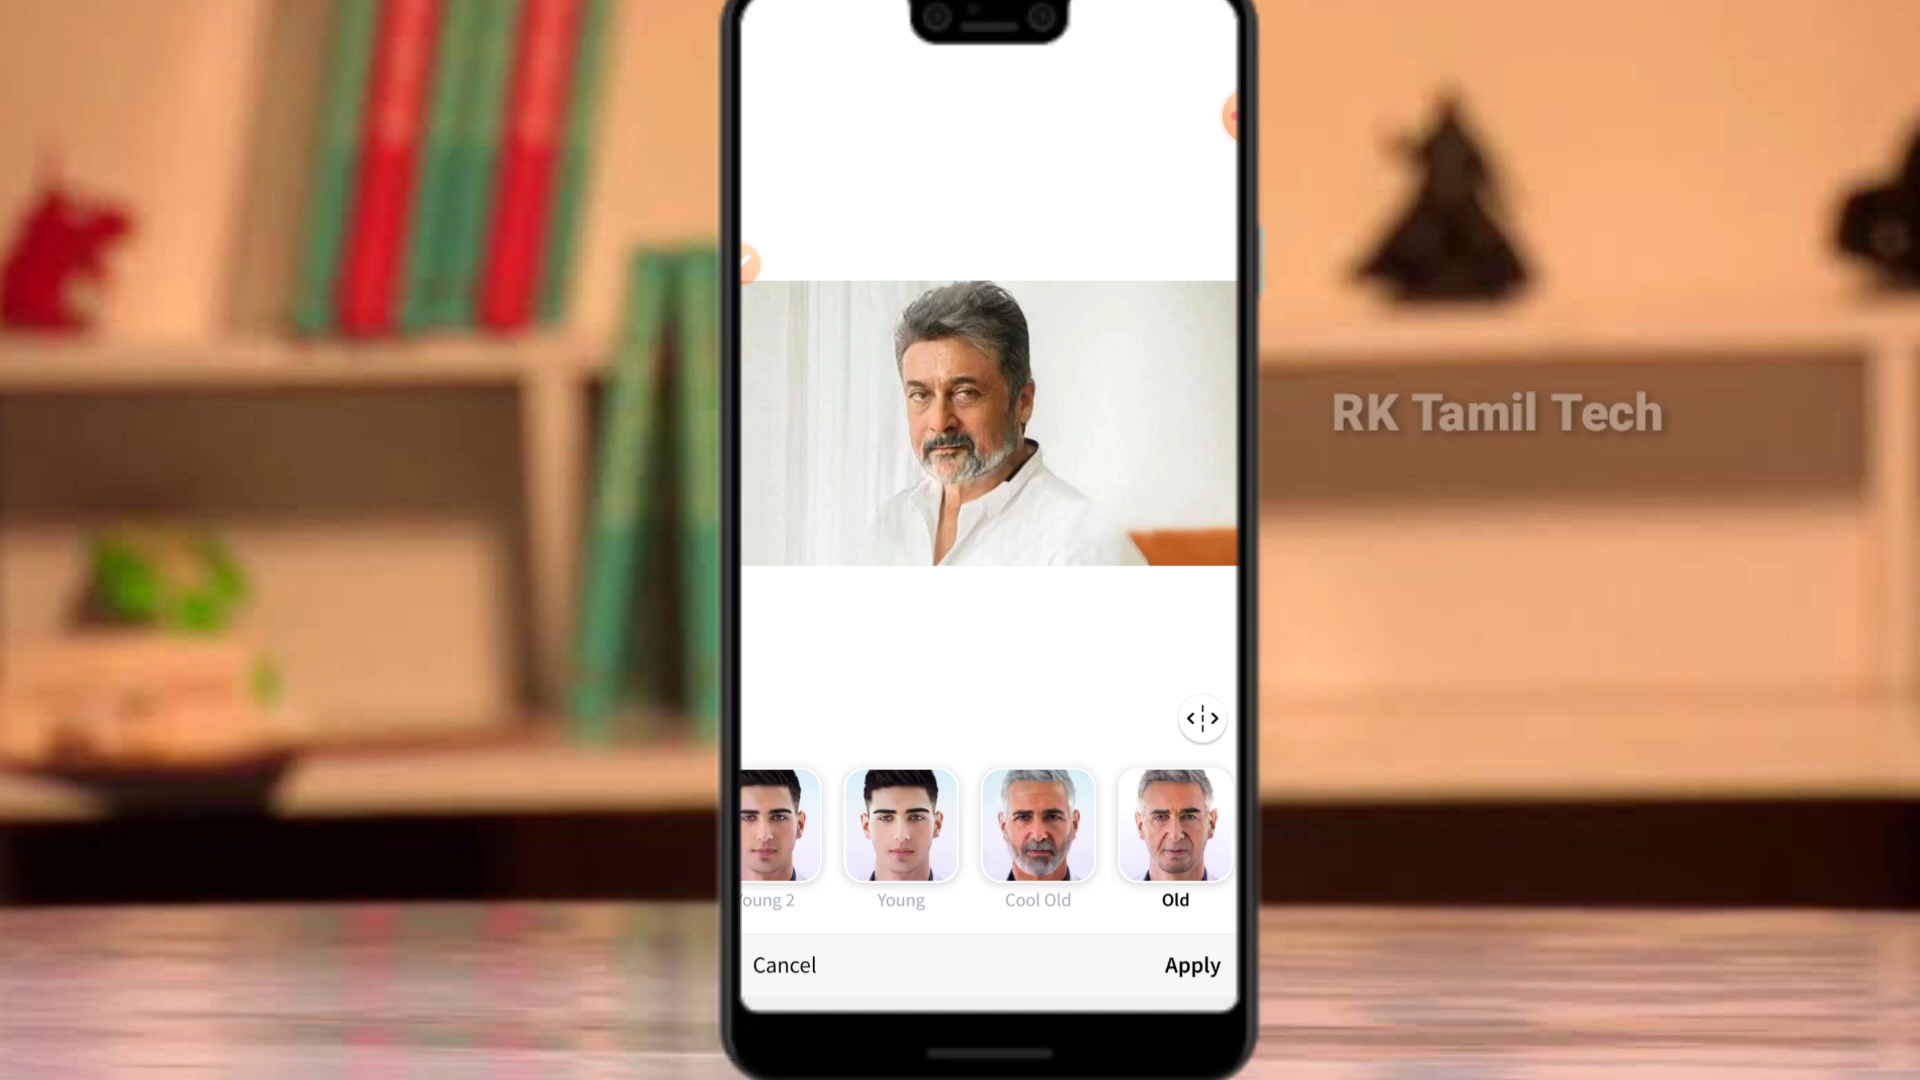 RK Tamil Tech
oung 2
Young
Cool Old
Old
Cancel
Apply